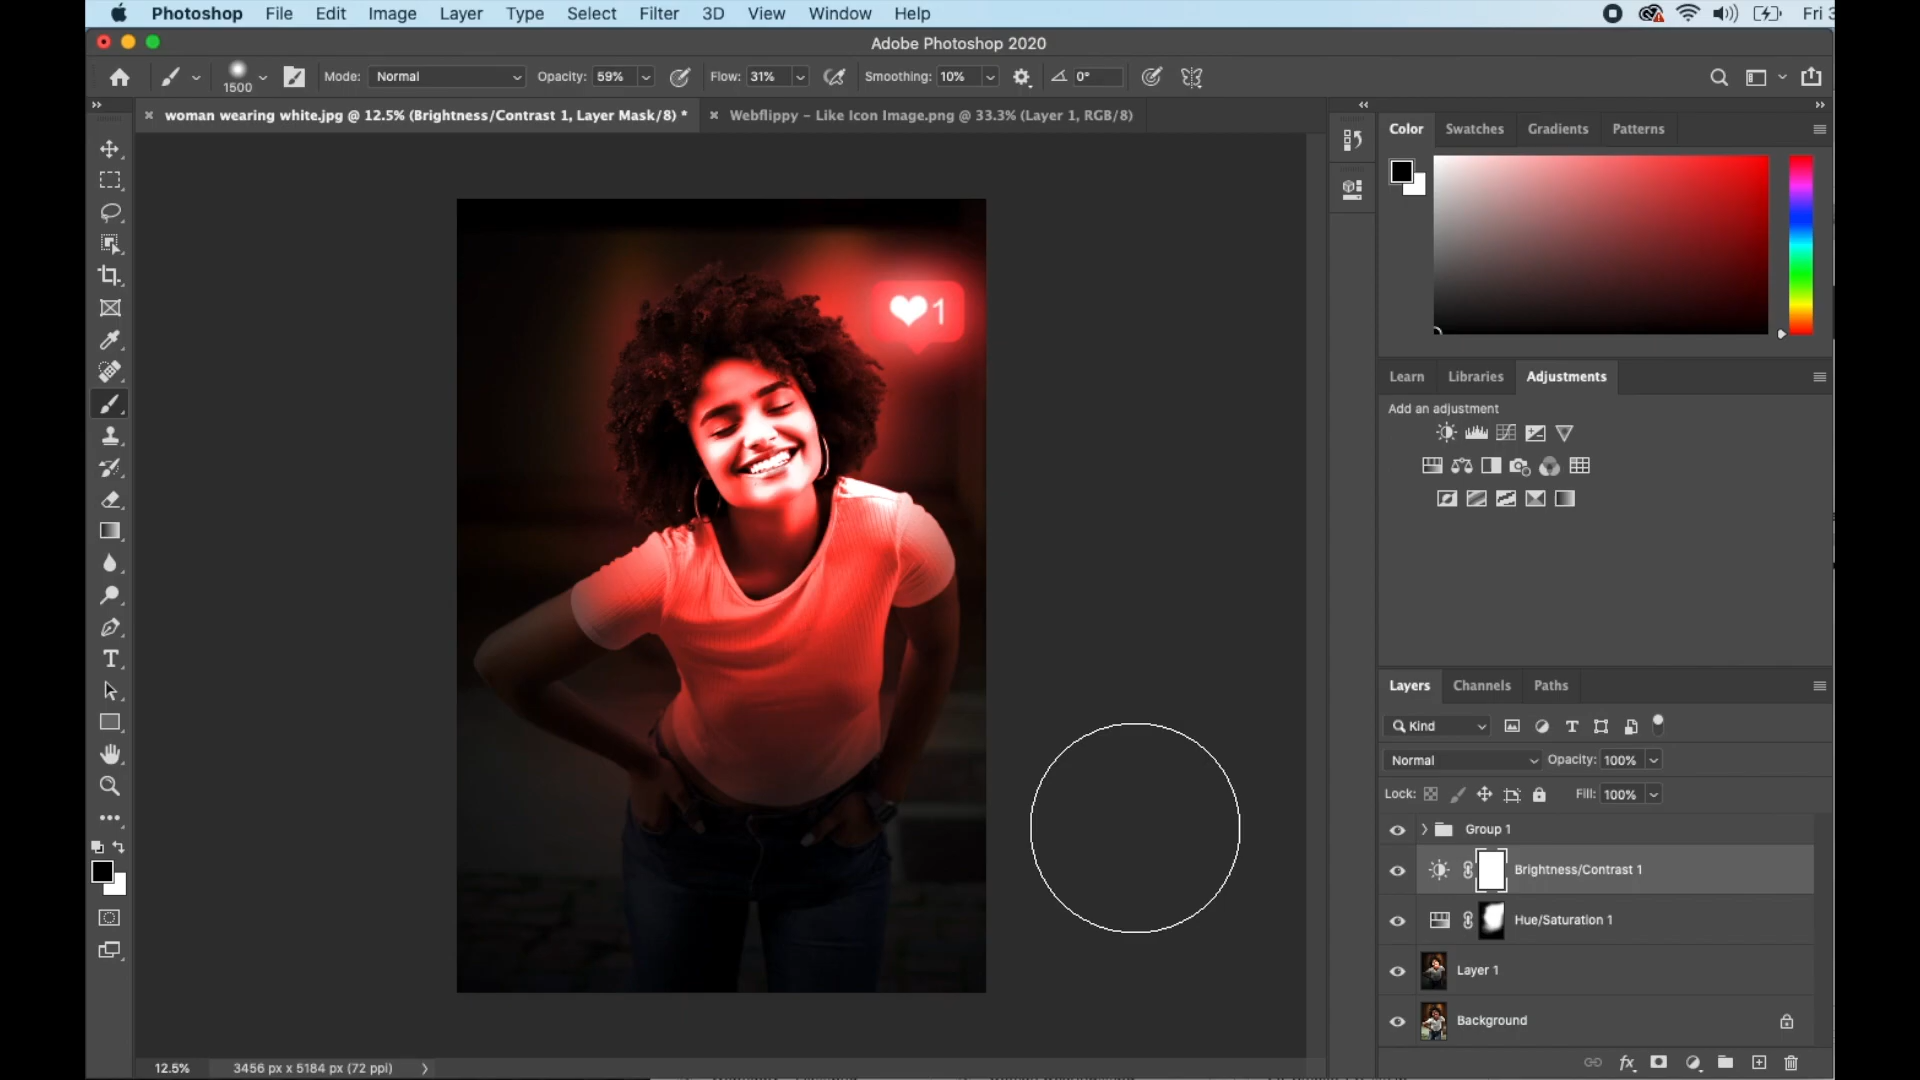 Photoshop File Edit Image Layer Type Select Filter 3D View Window Help Fri
Adobe Photoshop 2020
1500 Mode: Normal Opacity: 59% Flow: 31% Smoothing: 10% 0°
woman wearing white.jpg @ 12.5% (Brightness/Contrast 1, Layer Mask/8) *
Webflippy – Like Icon Image.png @ 33.3% (Layer 1, RGB/8)
1
Color Swatches Gradients Patterns
Learn Libraries Adjustments
Add an adjustment
Layers Channels Paths
Kind
Normal Opacity: 100%
Lock: Fill: 100%
Group 1
Brightness/Contrast 1
Hue/Saturation 1
Layer 1
Background
12.5% 3456 px x 5184 px (72 ppi)